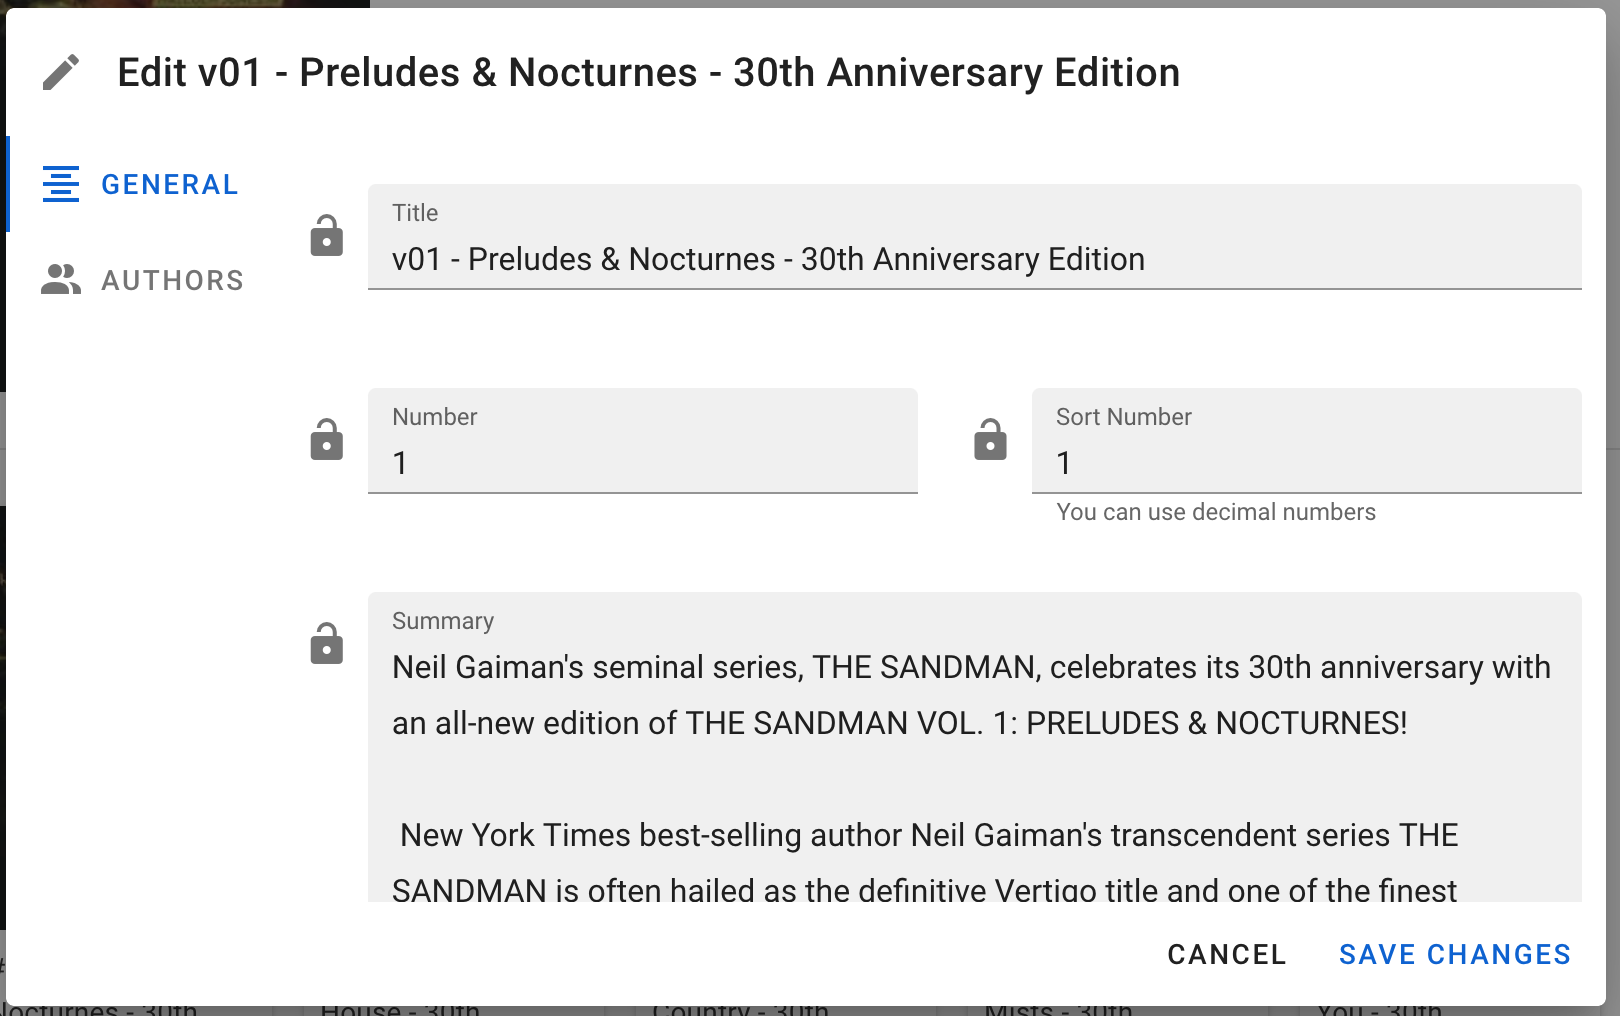 Edit v01 - Preludes & Nocturnes - 30th Anniversary Edition
GENERAL
AUTHORS
Title
v01 - Preludes & Nocturnes - 30th Anniversary Edition
Number
1
Sort Number
1
You can use decimal numbers
Summary
Neil Gaiman's seminal series, THE SANDMAN, celebrates its 30th anniversary with
an all-new edition of THE SANDMAN VOL. 1: PRELUDES & NOCTURNES!
New York Times best-selling author Neil Gaiman's transcendent series THE
SANDMAN is often hailed as the definitive Vertigo title and one of the finest
CANCEL
SAVE CHANGES
Nocturnes - 30th
House - 30th
Country - 30th
Mists - 30th
You - 30th